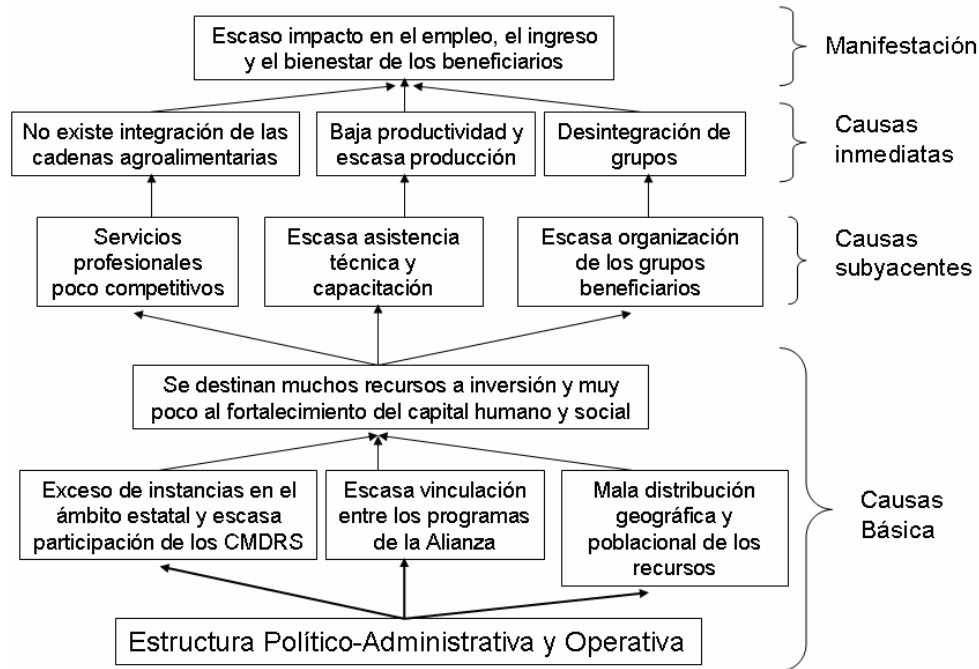 Escaso impacto en el empleo, el ingreso
y el bienestar de los beneficiarios
Manifestación
No existe integración de las
cadenas agroalimentarias
Baja productividad y
escasa producción
Desintegración de
grupos
Causas
inmediatas
Servicios
profesionales
poco competitivos
Escasa asistencia
técnica y
capacitación
Escasa organización
de los grupos
beneficiarios
Causas
subyacentes
Se destinan muchos recursos a inversión y muy
poco al fortalecimiento del capital humano y social
Exceso de instancias en el
ámbito estatal y escasa
participación de los CMDRS
Escasa vinculación
entre los programas
de la Alianza
Mala distribución
geográfica y
poblacional de los
recursos
Causas
Básica
Estructura Político-Administrativa y Operativa